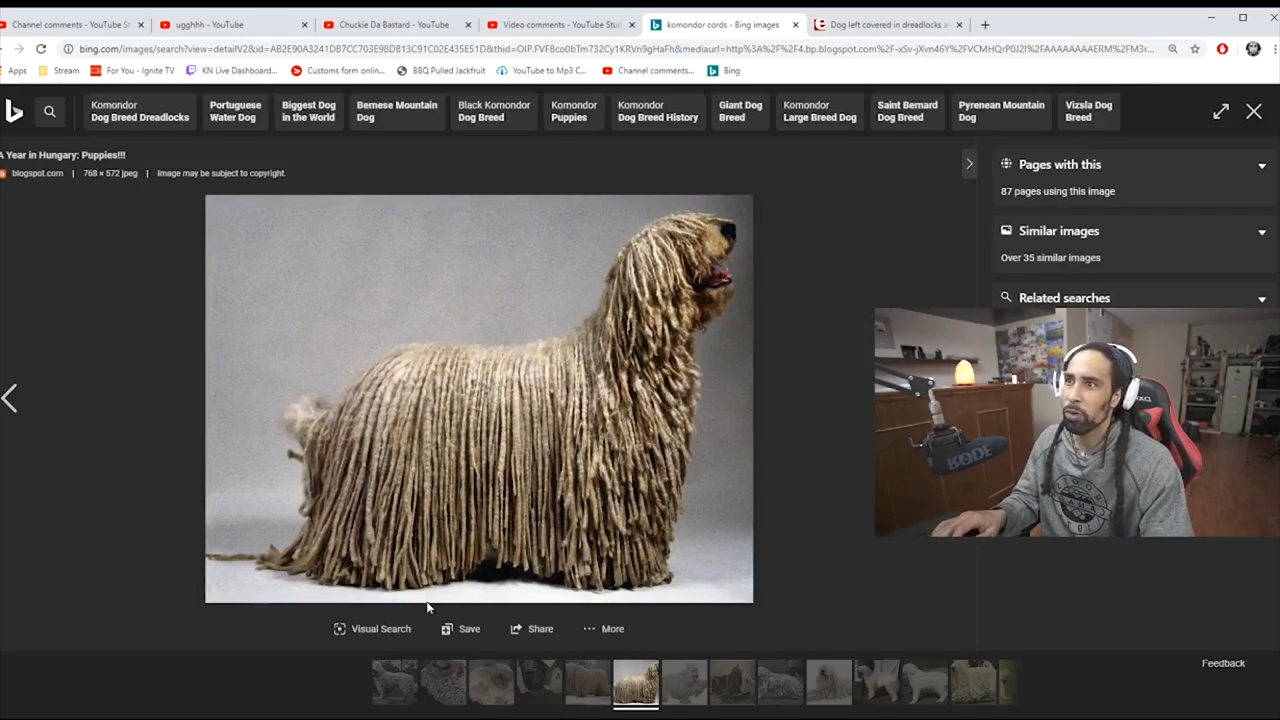 Channel comments - YouTube St
ugghhh - YouTube
Chuckie Da Bastard - YouTube
Video comments - YouTube Stud
komondor cords - Bing images
Dog left covered in dreadlocks a
Apps
Stream
For You - Ignite TV
KN Live Dashboard...
Customs form onlin...
BBQ Pulled Jackfruit
YouTube to Mp3 C...
Channel comments...
Bing
Komondor
Dog Breed Dreadlocks
Portuguese
Water Dog
Biggest Dog
in the World
Bernese Mountain
Dog
Black Komondor
Dog Breed
Komondor
Puppies
Komondor
Dog Breed History
Giant Dog
Breed
Komondor
Large Breed Dog
Saint Bernard
Dog Breed
Pyrenean Mountain
Dog
Vizsla Dog
Breed
A Year in Hungary: Puppies!!!
blogspot.com | 768 × 572 jpeg | Image may be subject to copyright.
Pages with this
87 pages using this image
Similar images
Over 35 similar images
Related searches
RØDE
Visual Search
Save
Share
More
Feedback